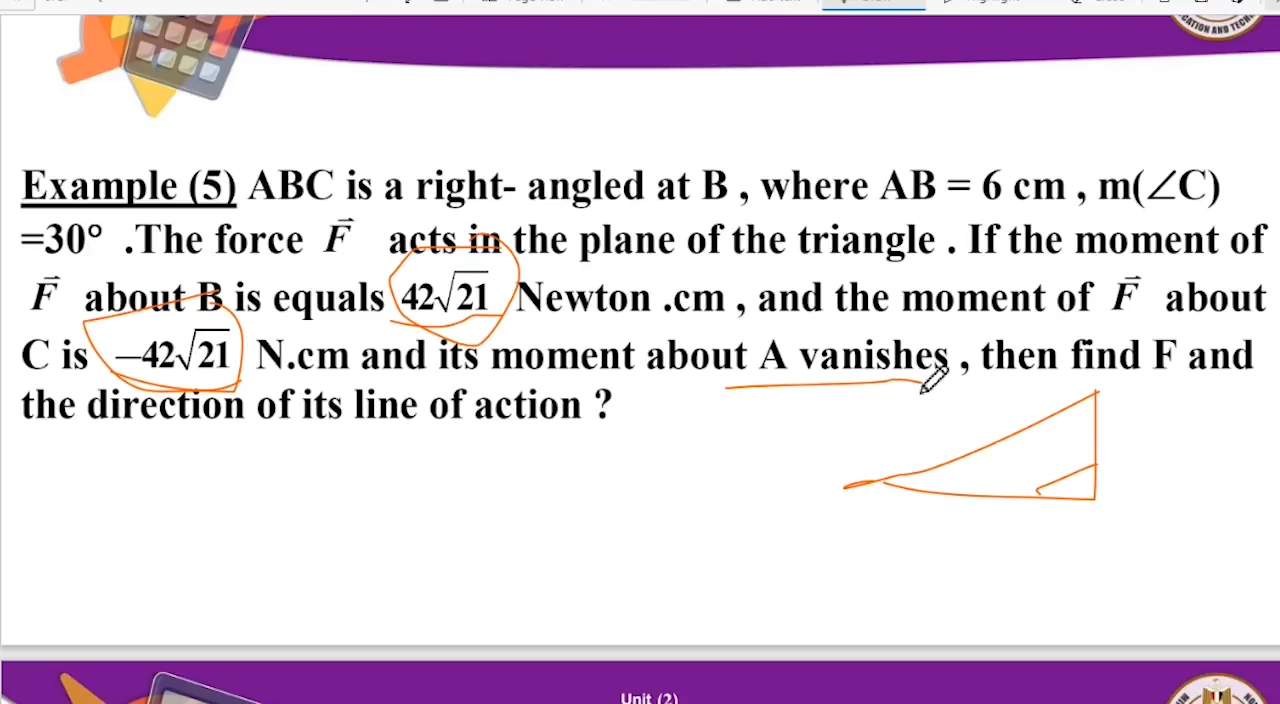 CATION AND TECH
Example (5) ABC is a right- angled at B , where AB = 6 cm , m(∠C)
=30° .The force F⃗ acts in the plane of the triangle . If the moment of
F⃗ about B is equals 42√21 Newton .cm , and the moment of F⃗ about
C is –42√21 N.cm and its moment about A vanishes , then find F and
the direction of its line of action ?
Unit (2)